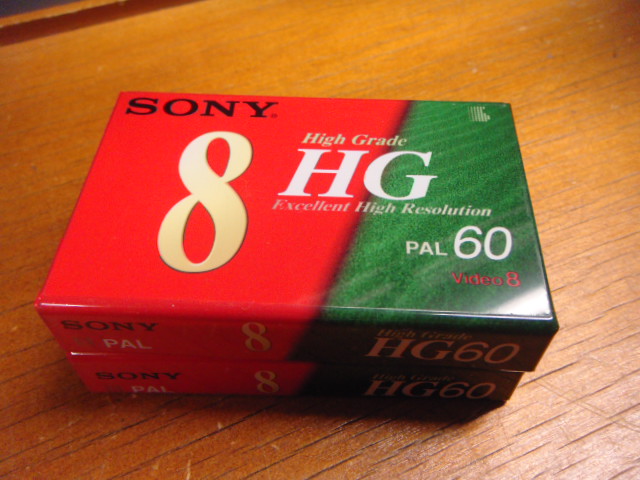 SONY
8
High Grade
HG
Excellent High Resolution
PAL 60
Video 8
SONY
PAL
8
High Grade
HG60
SONY
PAL
8
High Grade
HG60